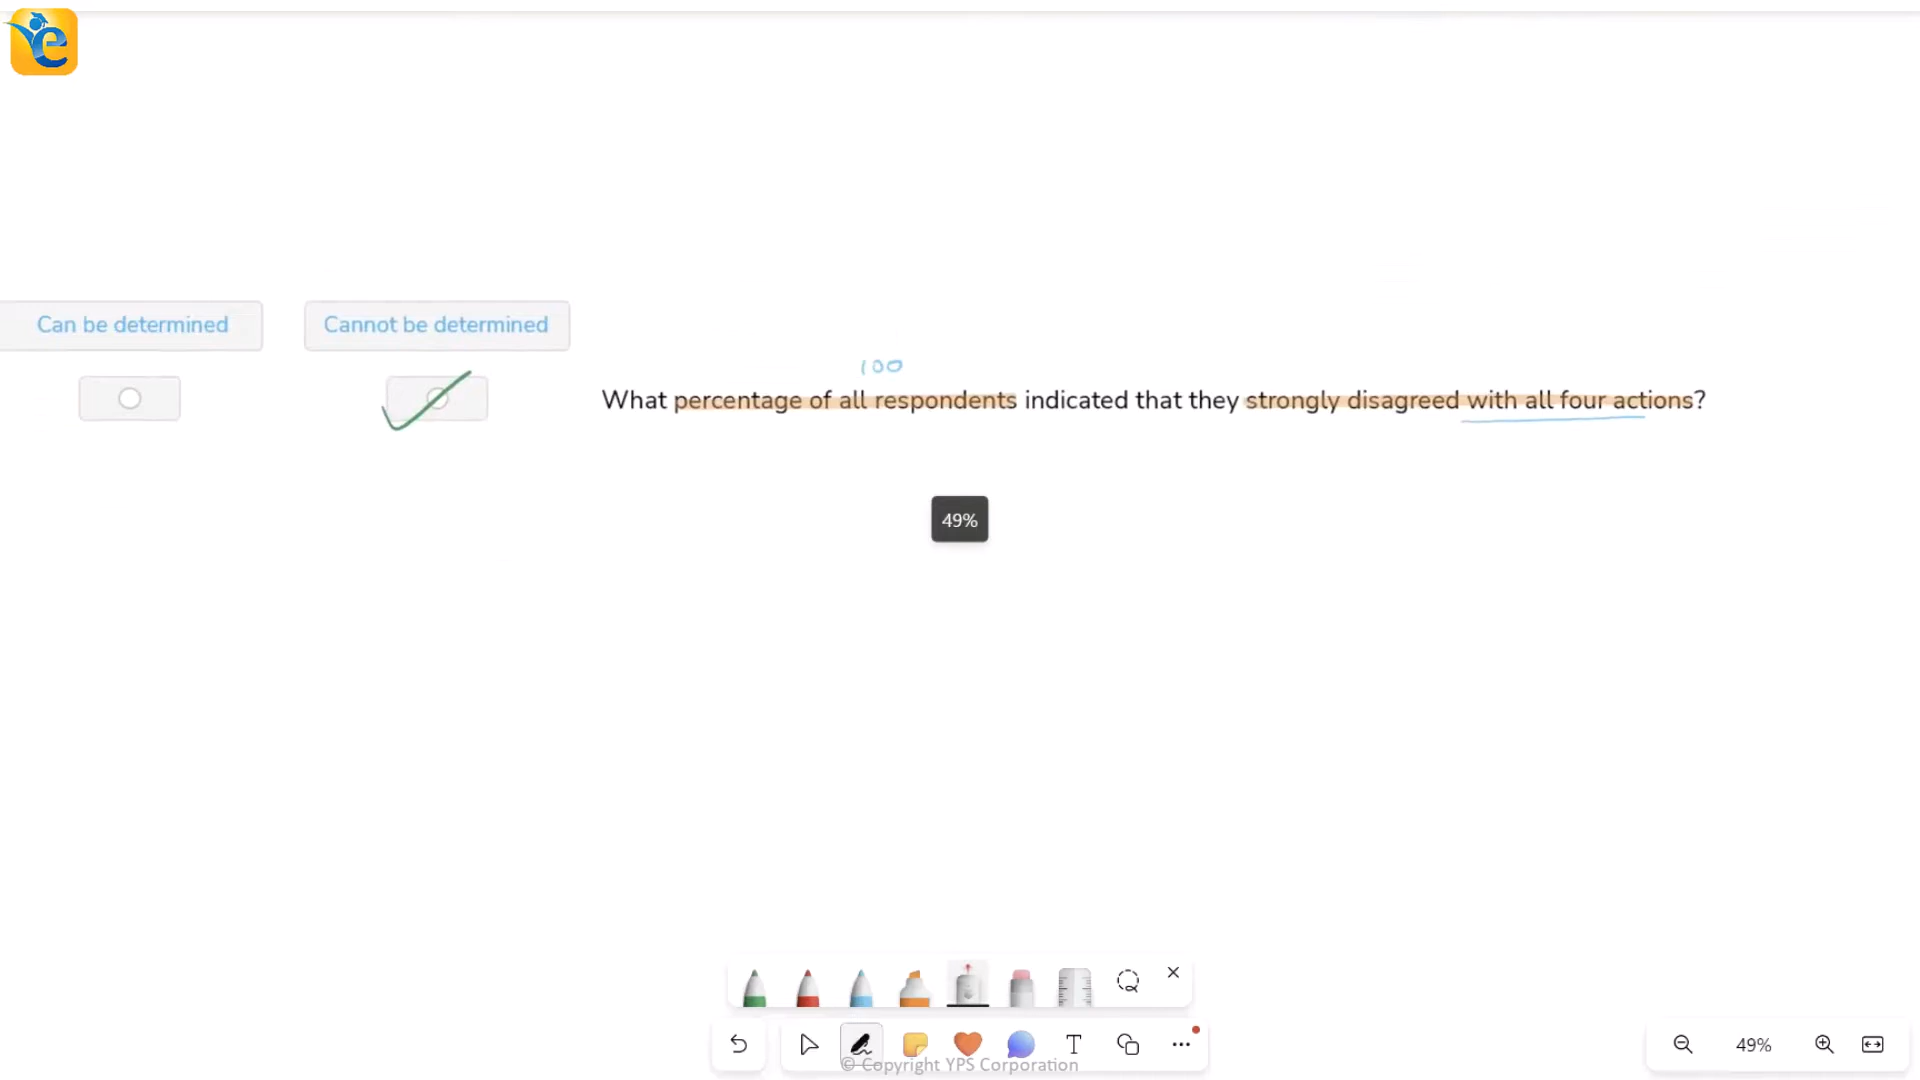 e
Can be determined Cannot be determined
100
What percentage of all respondents indicated that they strongly disagreed with all four actions?
49%
T
49%
© Copyright YPS Corporation